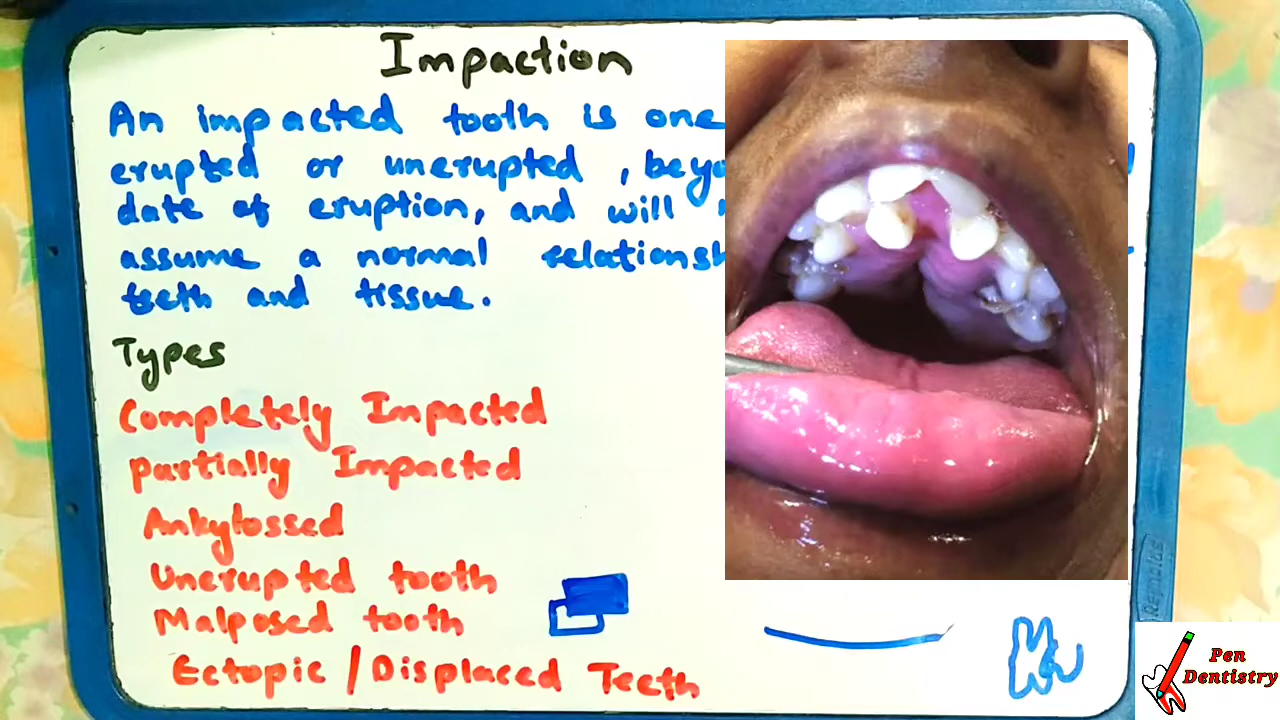 Impaction
An impacted tooth is one
erupted or unerupted, beyo
date of eruption, and will
assume a normal relationsh
teeth and tissue.
Types
Completely Impacted
partially Impacted
Ankylossed
Unerupted tooth
Malposed tooth
Ectopic / Displaced Teeth
Pen
Dentistry